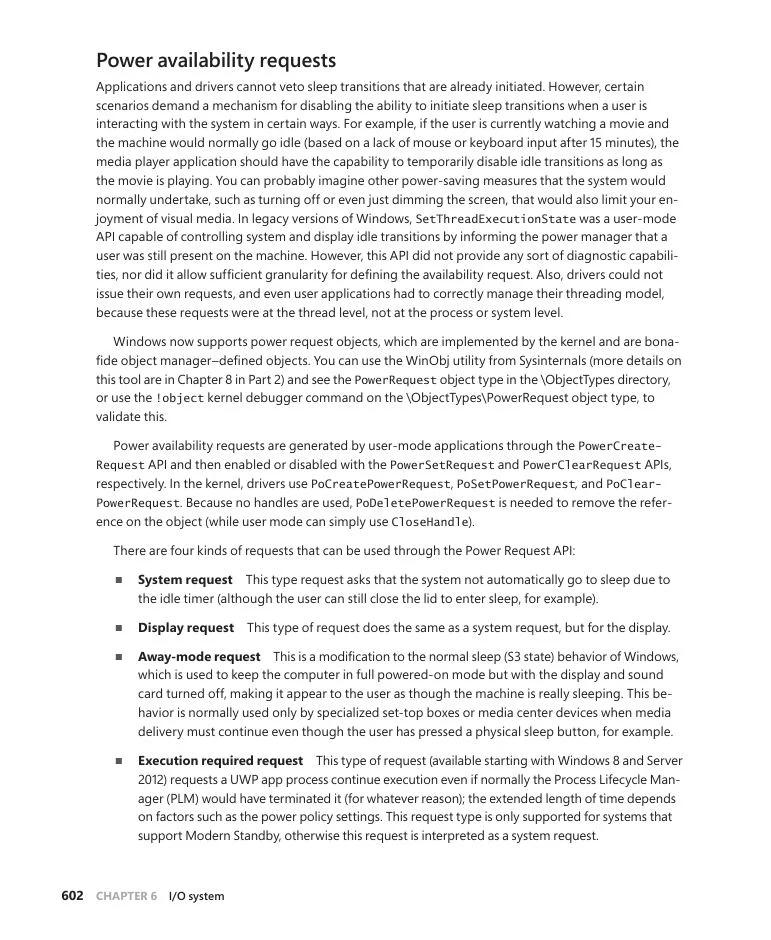 Power availability requests
Applications and drivers cannot veto sleep transitions that are already initiated. However, certain
scenarios demand a mechanism for disabling the ability to initiate sleep transitions when a user is
interacting with the system in certain ways. For example, if the user is currently watching a movie and
the machine would normally go idle (based on a lack of mouse or keyboard input after 15 minutes), the
media player application should have the capability to temporarily disable idle transitions as long as
the movie is playing. You can probably imagine other power-saving measures that the system would
normally undertake, such as turning off or even just dimming the screen, that would also limit your en-
joyment of visual media. In legacy versions of Windows, SetThreadExecutionState was a user-mode
API capable of controlling system and display idle transitions by informing the power manager that a
user was still present on the machine. However, this API did not provide any sort of diagnostic capabili-
ties, nor did it allow sufficient granularity for defining the availability request. Also, drivers could not
issue their own requests, and even user applications had to correctly manage their threading model,
because these requests were at the thread level, not at the process or system level.
Windows now supports power request objects, which are implemented by the kernel and are bona-
fide object manager–defined objects. You can use the WinObj utility from Sysinternals (more details on
this tool are in Chapter 8 in Part 2) and see the PowerRequest object type in the \ObjectTypes directory,
or use the !object kernel debugger command on the \ObjectTypes\PowerRequest object type, to
validate this.
Power availability requests are generated by user-mode applications through the PowerCreate-
Request API and then enabled or disabled with the PowerSetRequest and PowerClearRequest APIs,
respectively. In the kernel, drivers use PoCreatePowerRequest, PoSetPowerRequest, and PoClear-
PowerRequest. Because no handles are used, PoDeletePowerRequest is needed to remove the refer-
ence on the object (while user mode can simply use CloseHandle).
There are four kinds of requests that can be used through the Power Request API:
■ System request This type request asks that the system not automatically go to sleep due to
the idle timer (although the user can still close the lid to enter sleep, for example).
■ Display request This type of request does the same as a system request, but for the display.
■ Away-mode request This is a modification to the normal sleep (S3 state) behavior of Windows,
which is used to keep the computer in full powered-on mode but with the display and sound
card turned off, making it appear to the user as though the machine is really sleeping. This be-
havior is normally used only by specialized set-top boxes or media center devices when media
delivery must continue even though the user has pressed a physical sleep button, for example.
■ Execution required request This type of request (available starting with Windows 8 and Server
2012) requests a UWP app process continue execution even if normally the Process Lifecycle Man-
ager (PLM) would have terminated it (for whatever reason); the extended length of time depends
on factors such as the power policy settings. This request type is only supported for systems that
support Modern Standby, otherwise this request is interpreted as a system request.
602 CHAPTER 6 I/O system